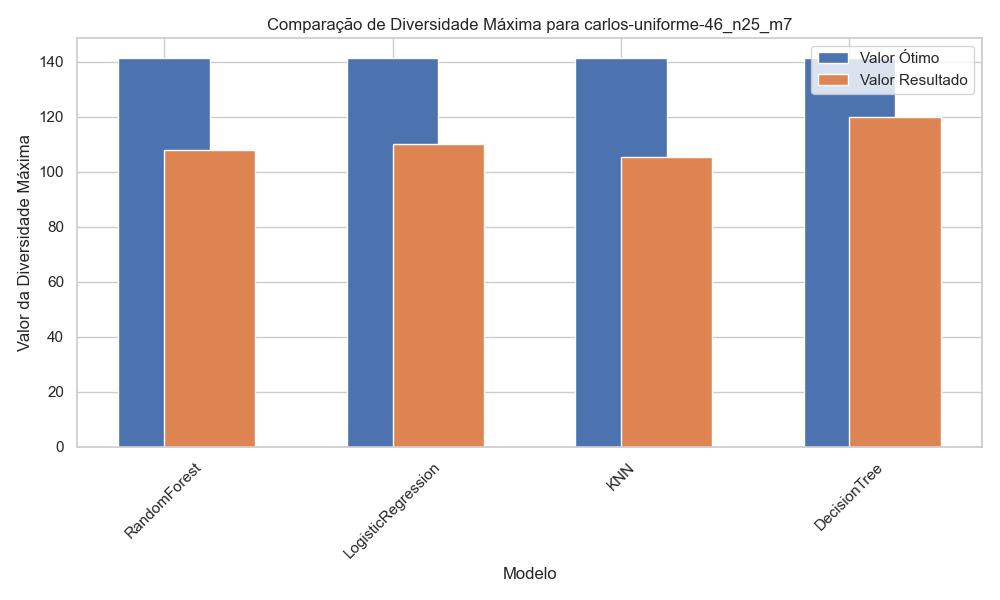 Comparação de Diversidade Máxima para carlos-uniforme-46_n25_m7
Valor Ótimo
Valor Resultado
Valor da Diversidade Máxima
140
120
100
80
60
40
20
0
RandomForest
LogisticRegression
KNN
DecisionTree
Modelo